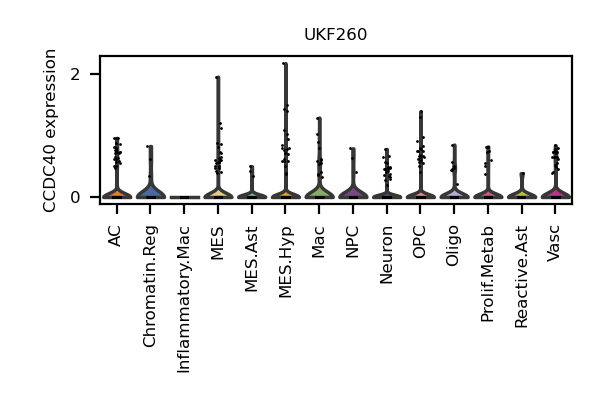 UKF260
CCDC40 expression
2
0
AC
Chromatin.Reg
Inflammatory.Mac
MES
MES.Ast
MES.Hyp
Mac
NPC
Neuron
OPC
Oligo
Prolif.Metab
Reactive.Ast
Vasc